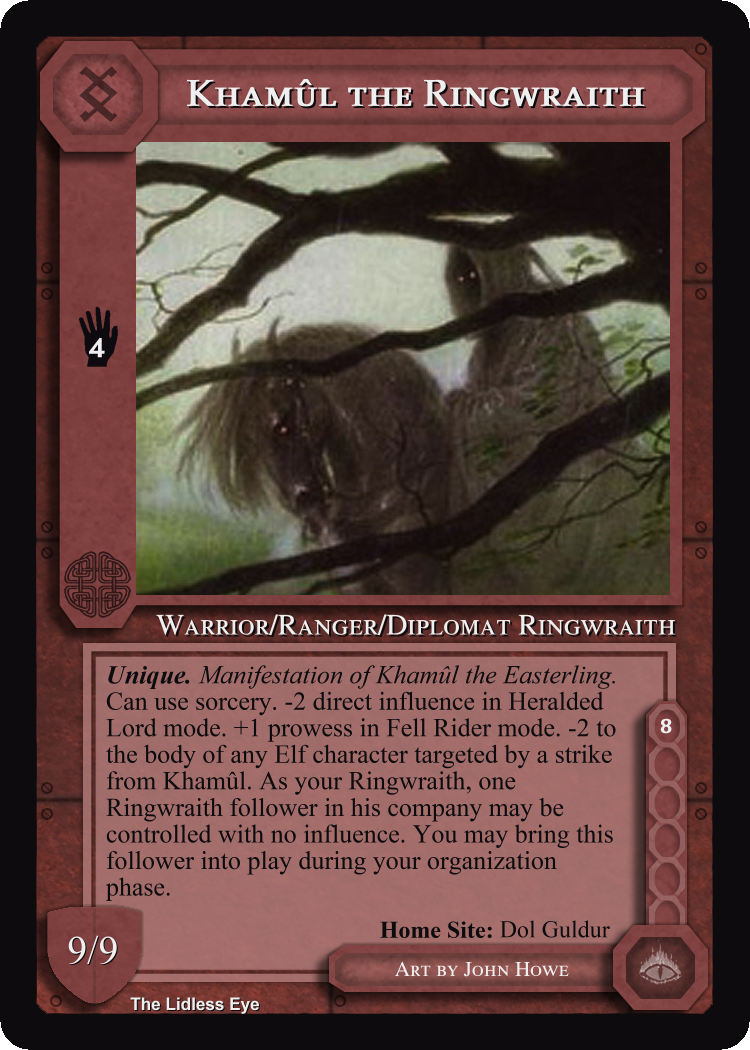 Khamûl the Ringwraith
4
Warrior/Ranger/Diplomat Ringwraith
Unique. Manifestation of Khamûl the Easterling.
Can use sorcery. -2 direct influence in Heralded
Lord mode. +1 prowess in Fell Rider mode. -2 to
the body of any Elf character targeted by a strike
from Khamûl. As your Ringwraith, one
Ringwraith follower in his company may be
controlled with no influence. You may bring this
follower into play during your organization
phase.
8
Home Site: Dol Guldur
9/9
Art by John Howe
The Lidless Eye